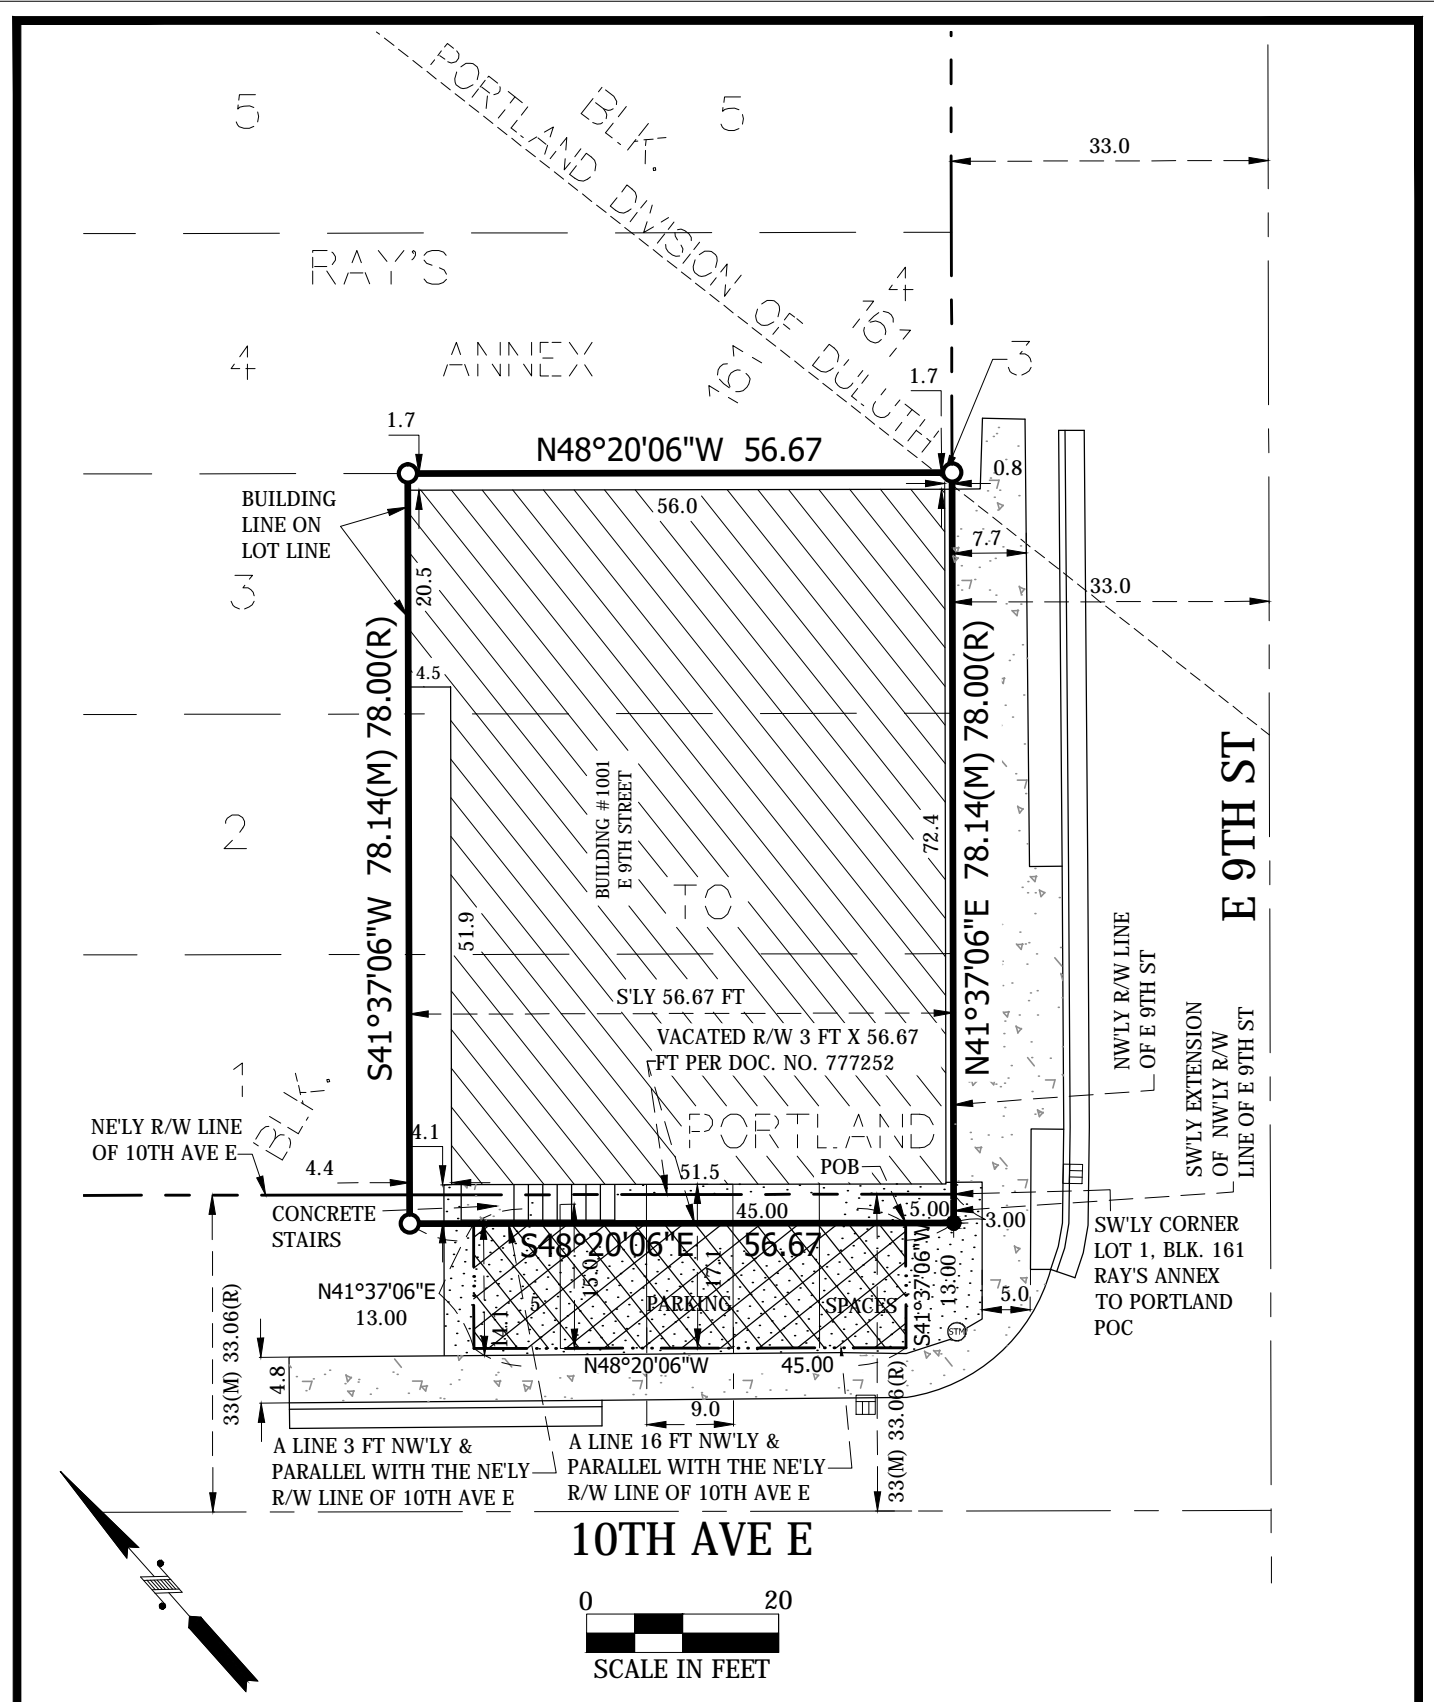 5
BLK.
5
PORTLAND DIVISION OF DULUTH
33.0
RAY'S
4
161
4
ANNEX
161
3
1.7
1.7
N48°20'06"W 56.67
0.8
BUILDING
LINE ON
LOT LINE
56.0
7.7
3
20.5
33.0
4.5
S41°37'06"W 78.14(M) 78.00(R)
N41°37'06"E 78.14(M) 78.00(R)
E 9TH ST
BUILDING #1001
E 9TH STREET
2
72.4
TO
51.9
S'LY 56.67 FT
VACATED R/W 3 FT X 56.67
FT PER DOC. NO. 777252
NW'LY R/W LINE
OF E 9TH ST
SW'LY EXTENSION
OF NW'LY R/W
LINE OF E 9TH ST
1
BLK.
NE'LY R/W LINE
OF 10TH AVE E
4.1
PORTLAND
4.4
51.5
POB
CONCRETE
STAIRS
45.00
5.00
3.00
SW'LY CORNER
LOT 1, BLK. 161
RAY'S ANNEX
TO PORTLAND
POC
S48°20'06"E 56.67
N41°37'06"E
13.00
14.1
5
15.0
PARKING
17.1
SPACES
S41°37'06"W
13.00
5.0
STM
33(M) 33.06(R)
4.8
N48°20'06"W 45.00
33(M) 33.06(R)
9.0
A LINE 3 FT NW'LY &
PARALLEL WITH THE NE'LY
R/W LINE OF 10TH AVE E
A LINE 16 FT NW'LY &
PARALLEL WITH THE NE'LY
R/W LINE OF 10TH AVE E
10TH AVE E
0 20
SCALE IN FEET